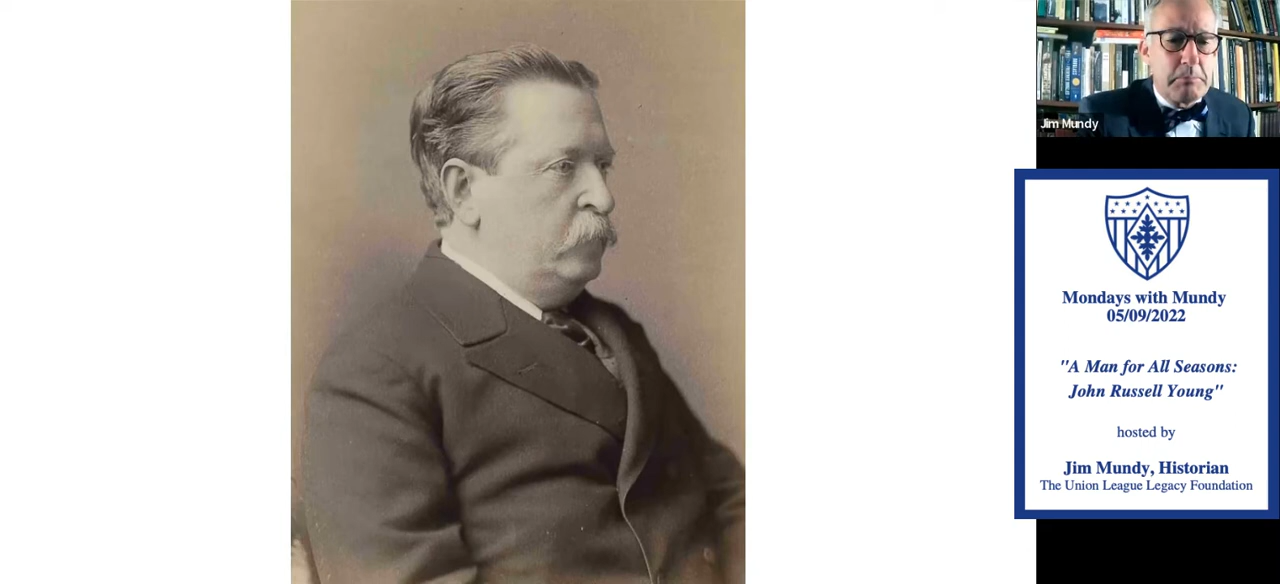 Jim Mundy
Mondays with Mundy
05/09/2022
"A Man for All Seasons:
John Russell Young"
hosted by
Jim Mundy, Historian
The Union League Legacy Foundation